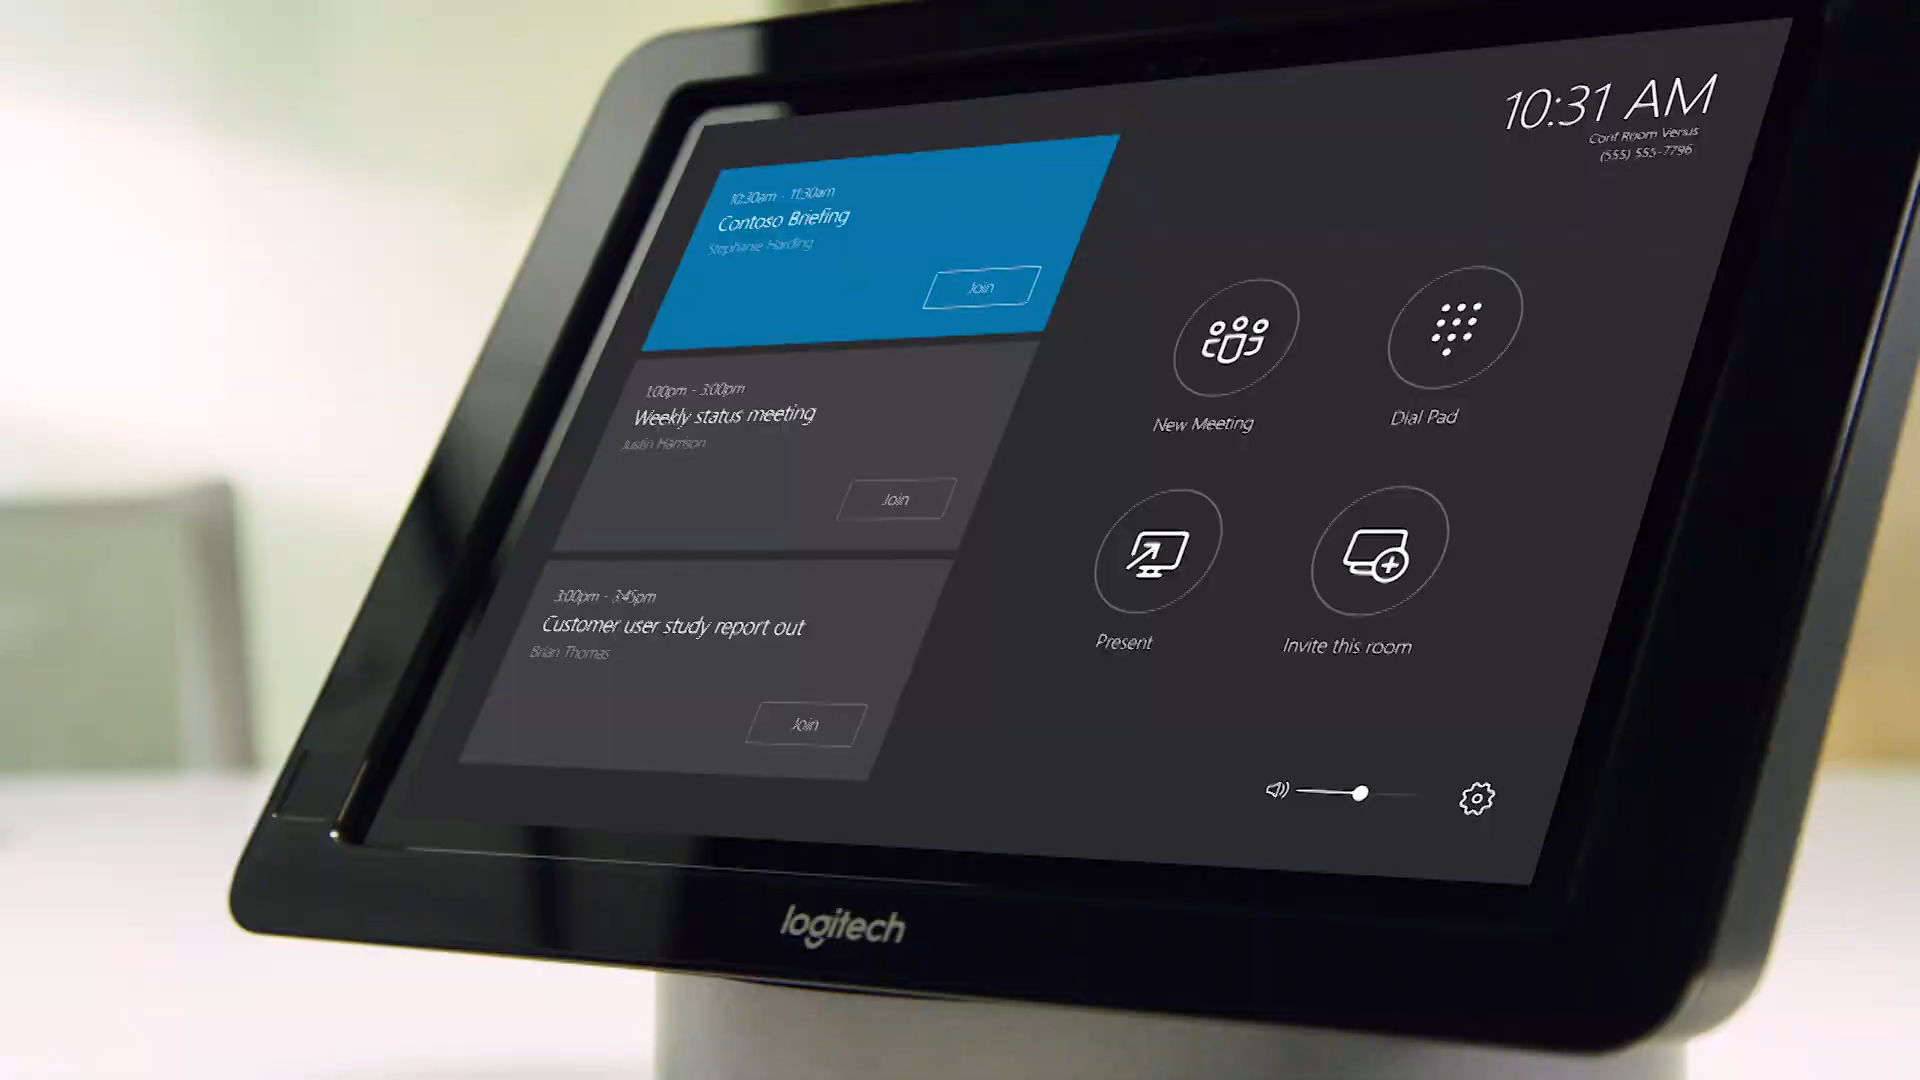 10:31 AM
Conf Room Versus
(555) 555-7796
10:30am - 11:30am
Contoso Briefing
Stephanie Harding
Join
1:00pm - 3:00pm
Weekly status meeting
Justin Harrison
Join
3:00pm - 3:45pm
Customer user study report out
Brian Thomas
Join
New Meeting
Dial Pad
Present
Invite this room
logitech